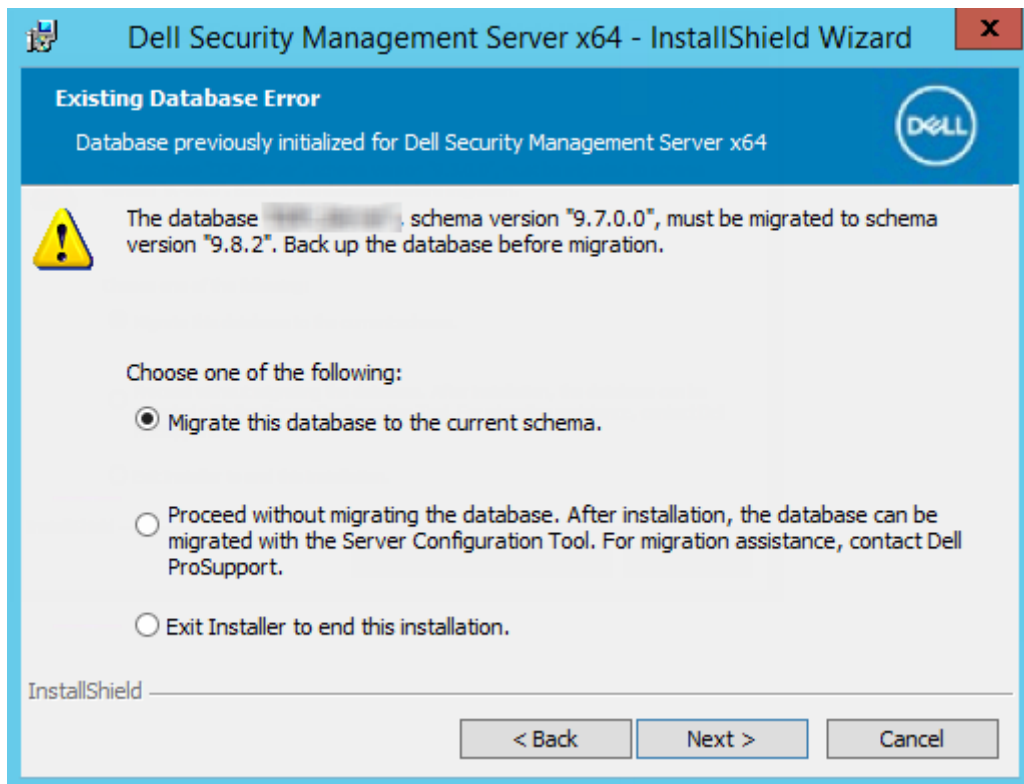 Dell Security Management Server x64 - InstallShield Wizard
x
Existing Database Error
Database previously initialized for Dell Security Management Server x64
DELL
The database , schema version "9.7.0.0", must be migrated to schema
version "9.8.2". Back up the database before migration.
Choose one of the following:
Migrate this database to the current schema.
Proceed without migrating the database. After installation, the database can be
migrated with the Server Configuration Tool. For migration assistance, contact Dell
ProSupport.
Exit Installer to end this installation.
InstallShield
< Back Next > Cancel